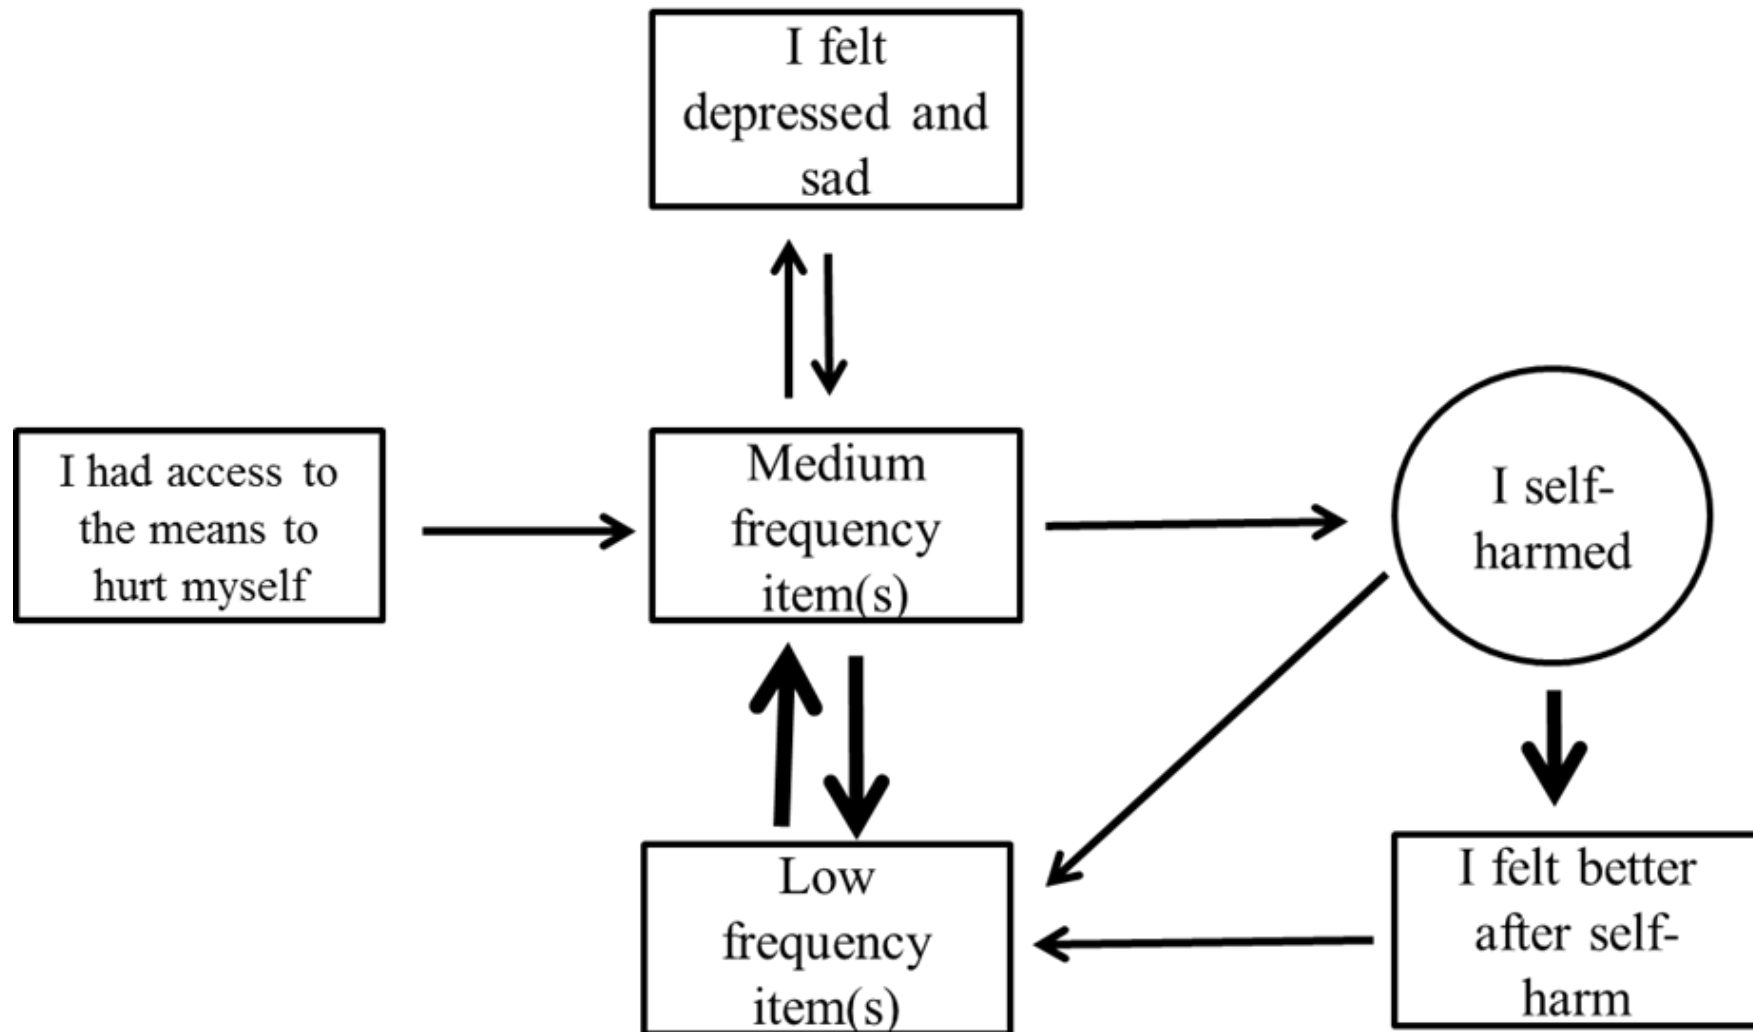 I felt
depressed and
sad
I had access to
the means to
hurt myself
Medium
frequency
item(s)
I self-
harmed
Low
frequency
item(s)
I felt better
after self-
harm